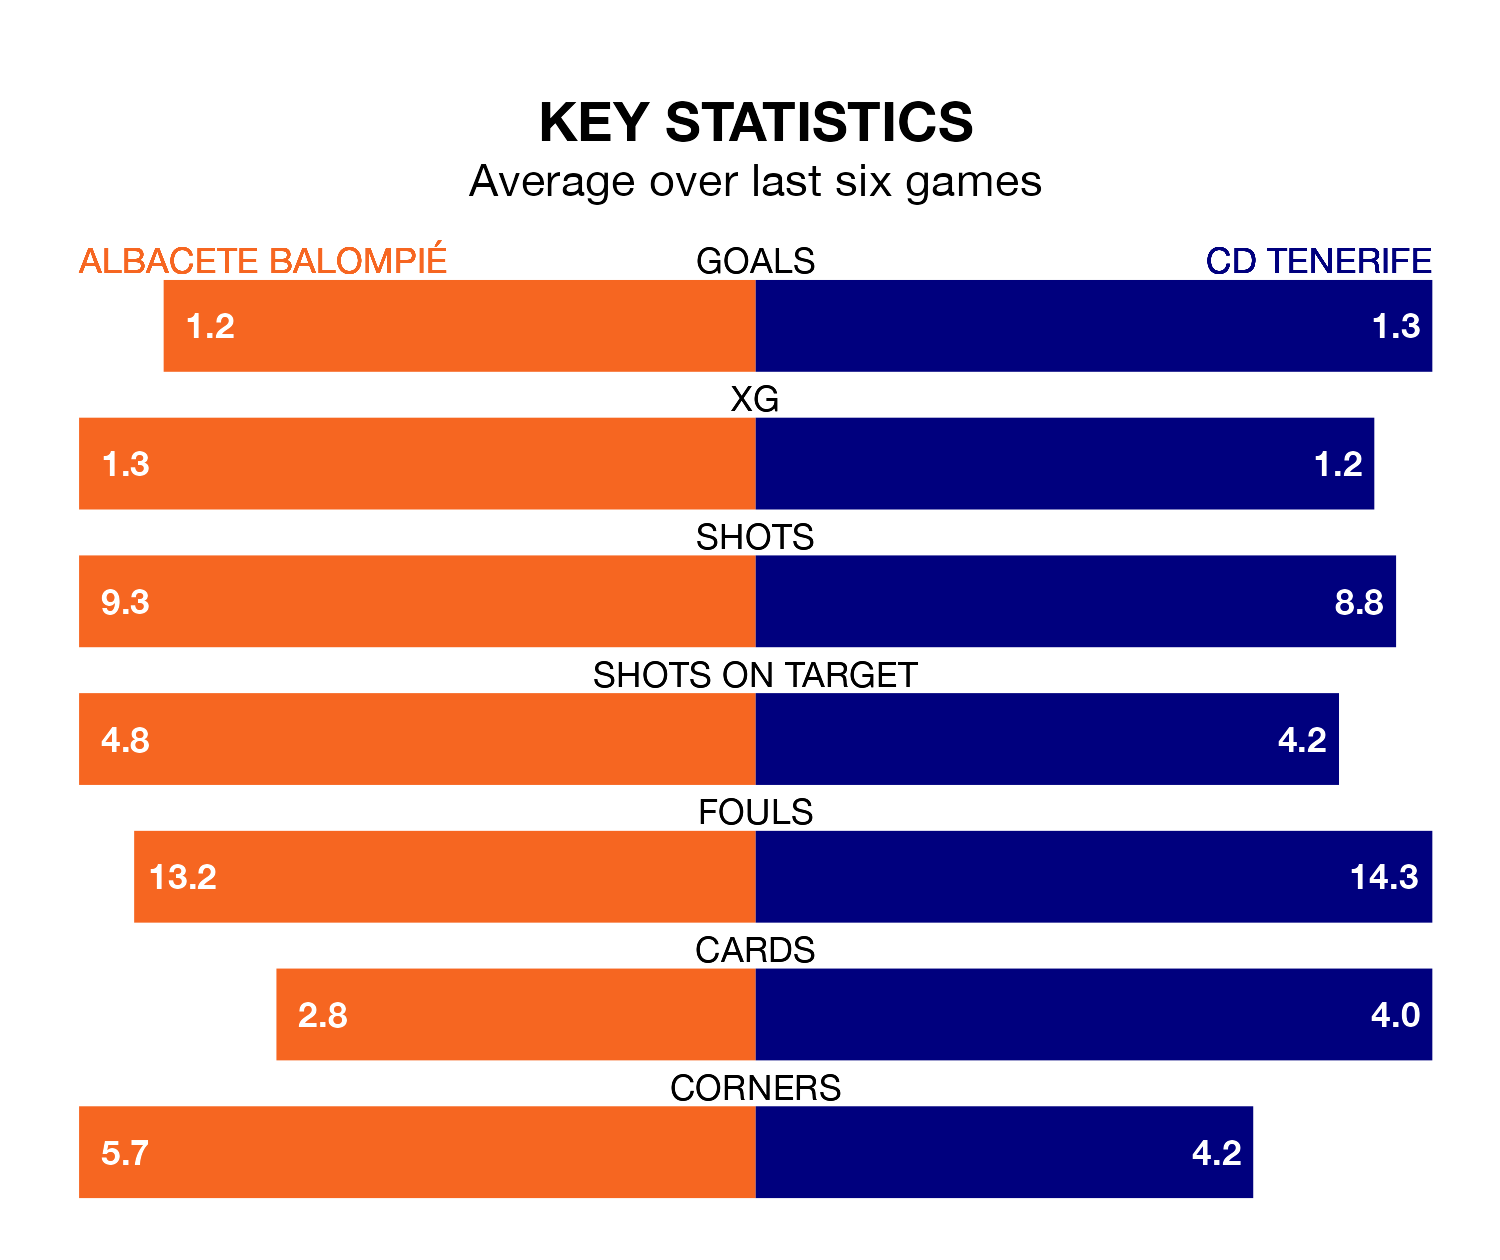 KEY STATISTICS
Average over last six games
ALBACETE BALOMPIÉ GOALS CD TENERIFE
1.2 1.3
XG
1.3 1.2
SHOTS
9.3 8.8
SHOTS ON TARGET
4.8 4.2
FOULS
13.2 14.3
CARDS
2.8 4.0
CORNERS
5.7 4.2